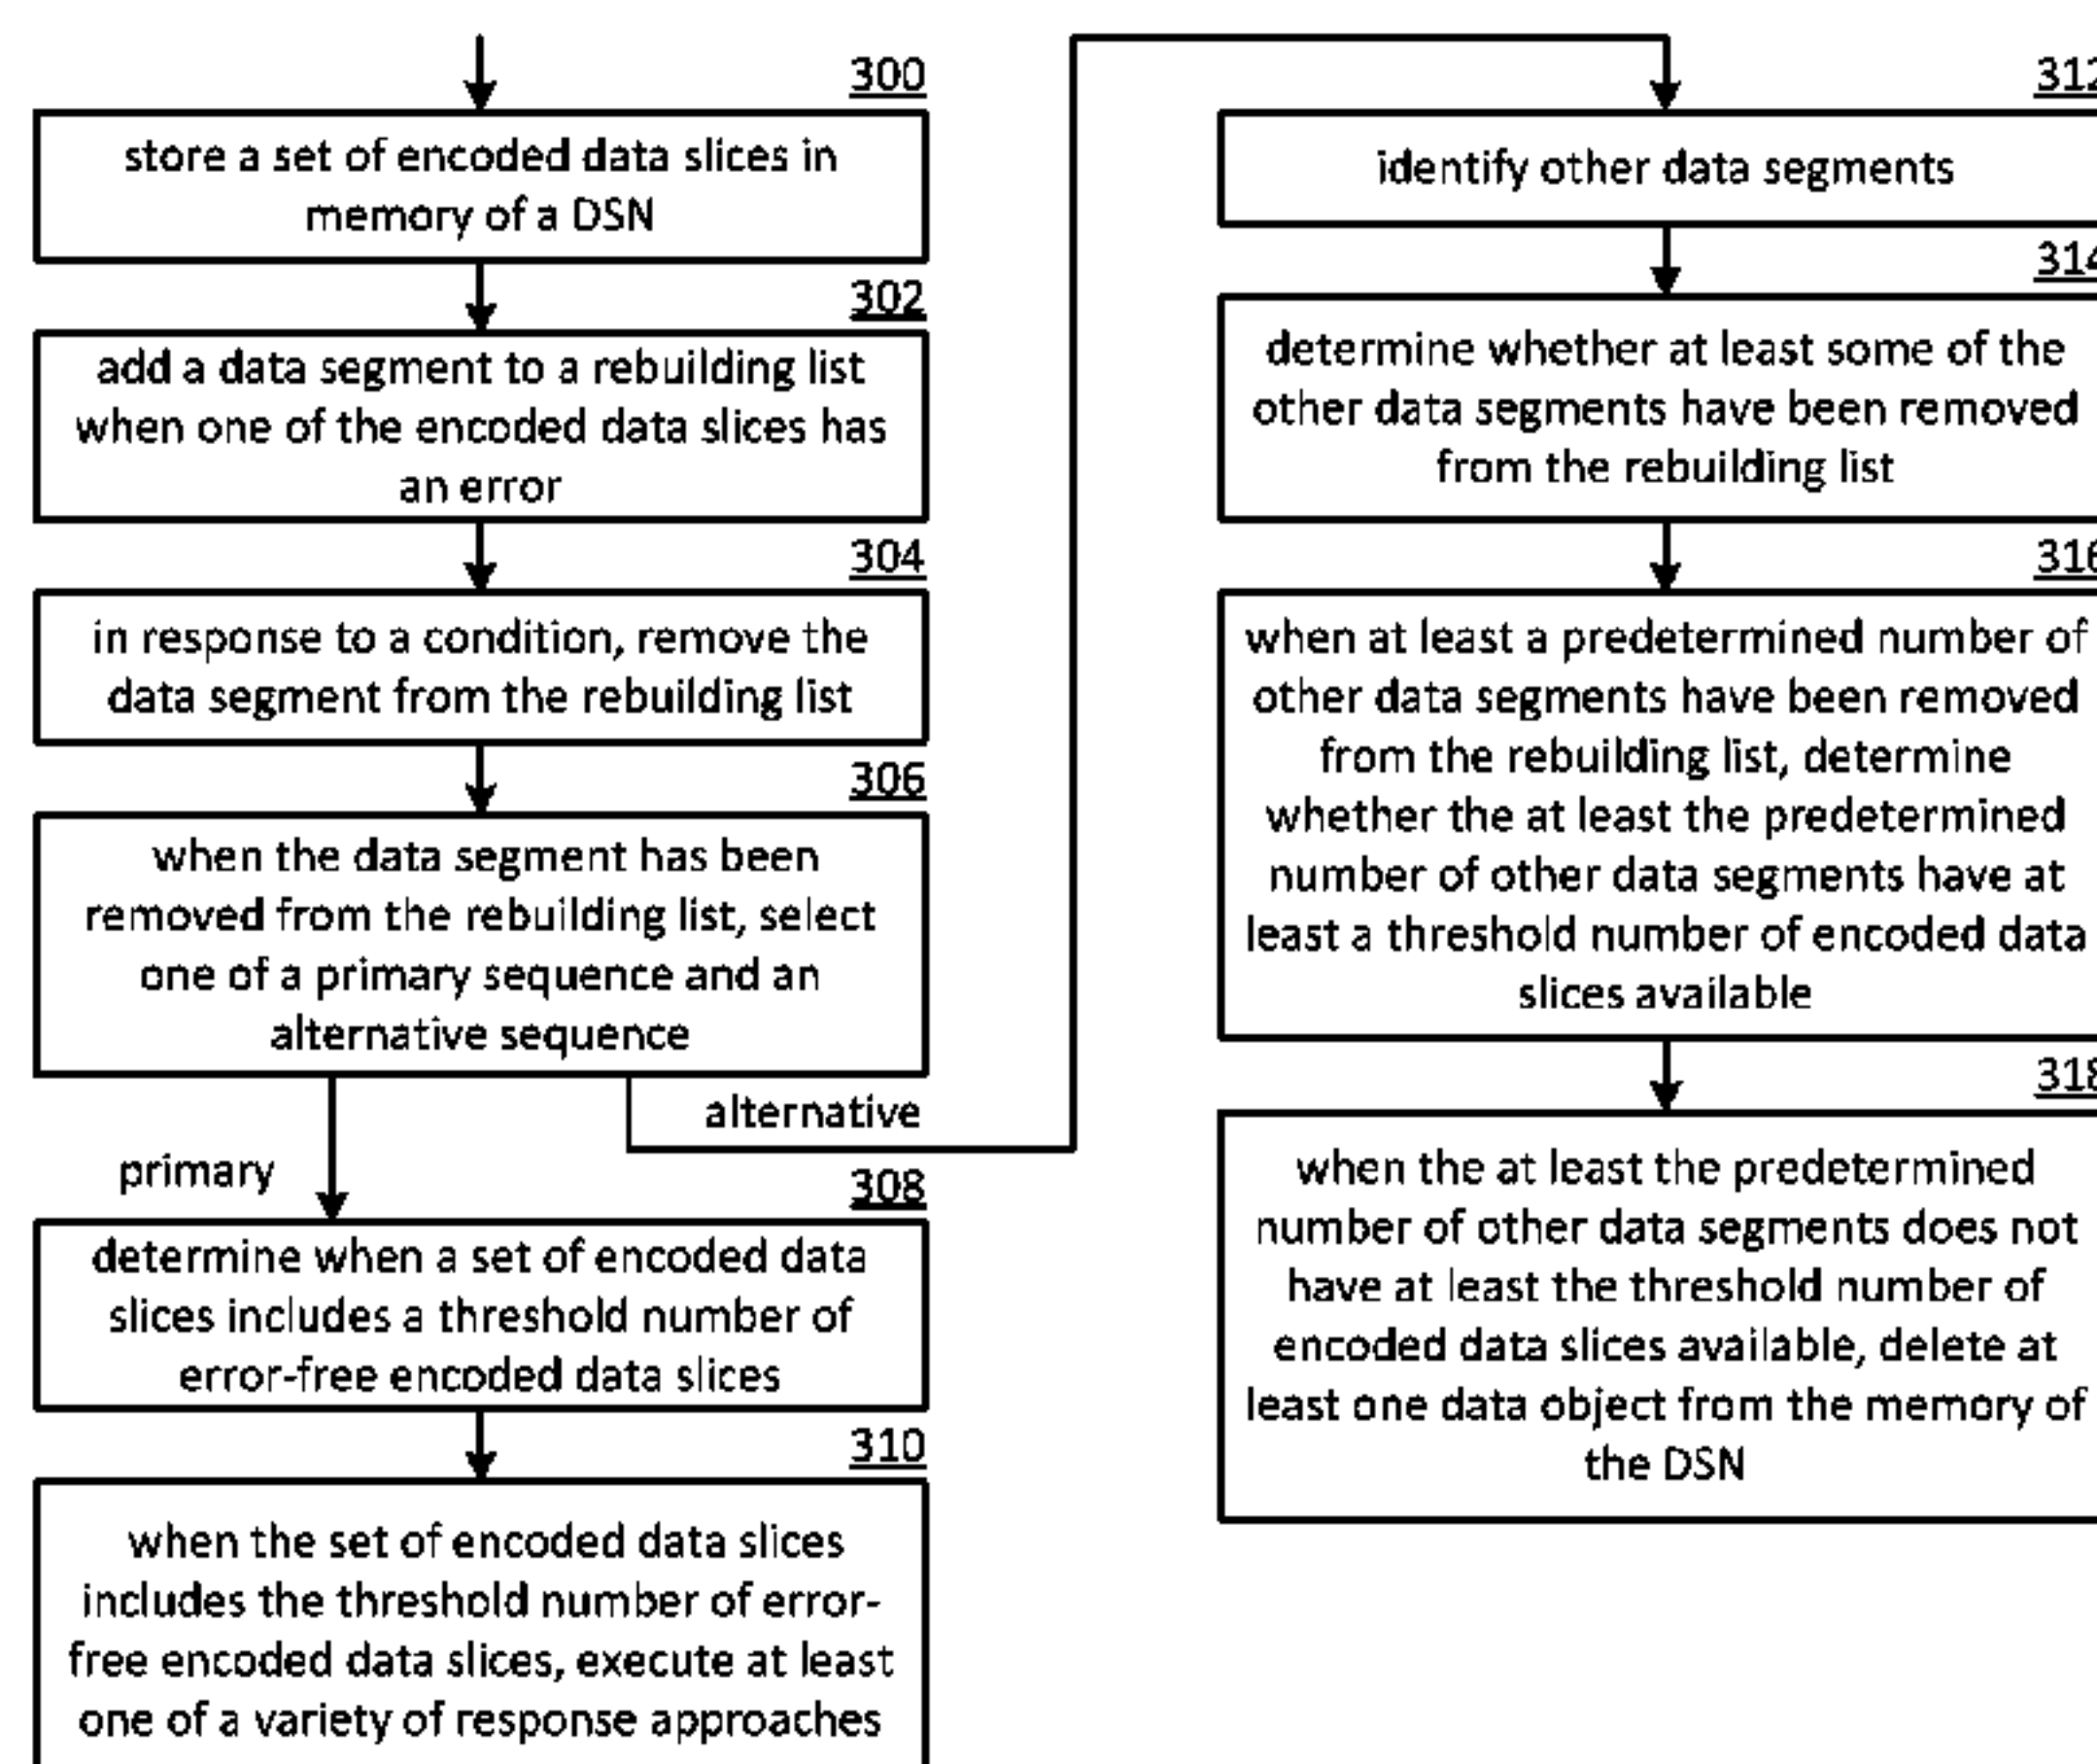 300
store a set of encoded data slices in
memory of a DSN
302
add a data segment to a rebuilding list
when one of the encoded data slices has
an error
304
in response to a condition, remove the
data segment from the rebuilding list
306
when the data segment has been
removed from the rebuilding list, select
one of a primary sequence and an
alternative sequence
alternative
primary
308
determine when a set of encoded data
slices includes a threshold number of
error-free encoded data slices
310
when the set of encoded data slices
includes the threshold number of error-
free encoded data slices, execute at least
one of a variety of response approaches
312
identify other data segments
314
determine whether at least some of the
other data segments have been removed
from the rebuilding list
316
when at least a predetermined number of
other data segments have been removed
from the rebuilding list, determine
whether the at least the predetermined
number of other data segments have at
least a threshold number of encoded data
slices available
318
when the at least the predetermined
number of other data segments does not
have at least the threshold number of
encoded data slices available, delete at
least one data object from the memory of
the DSN